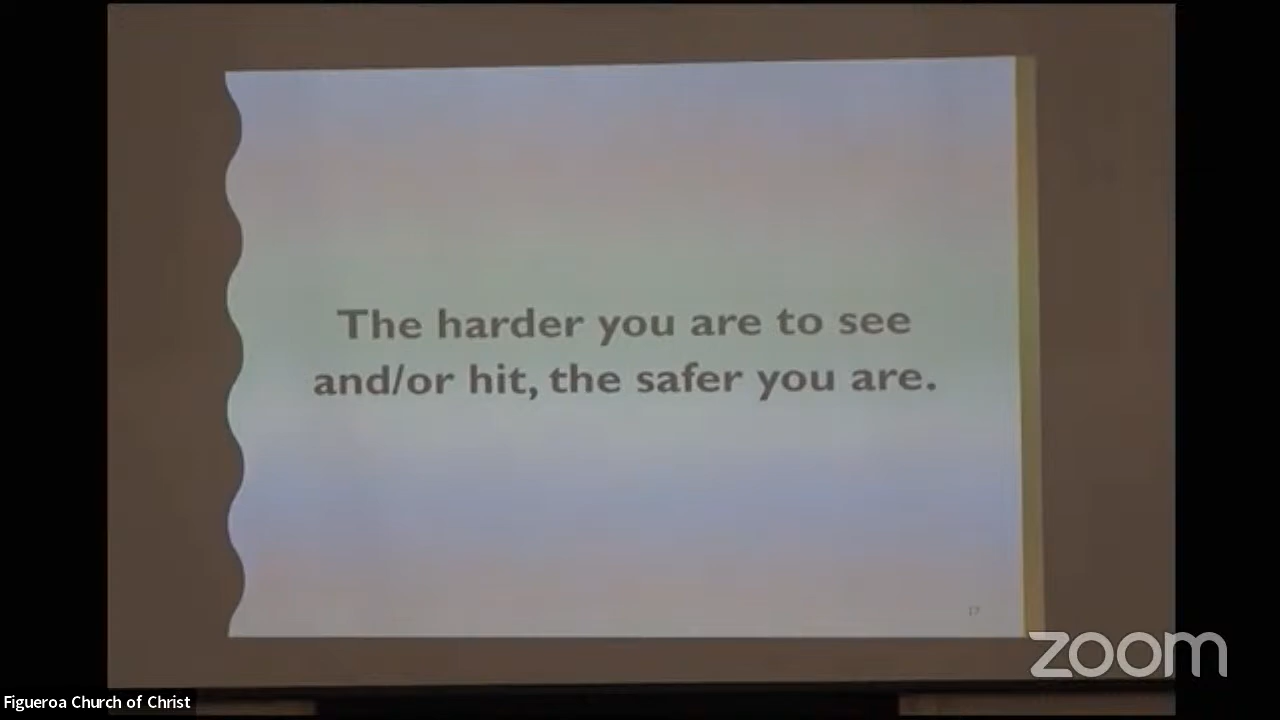 The harder you are to see
and/or hit, the safer you are.
17
zoom
Figueroa Church of Christ